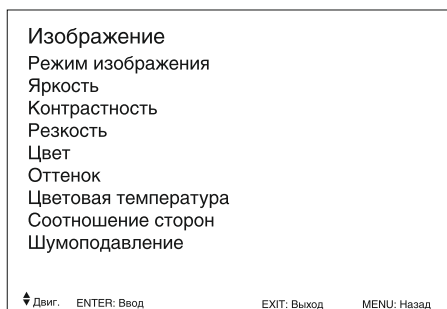 Изображение
Режим изображения
Яркость
Контрастность
Резкость
Цвет
Оттенок
Цветовая температура
Соотношение сторон
Шумоподавление
Двиг. ENTER: Ввод EXIT: Выход MENU: Назад